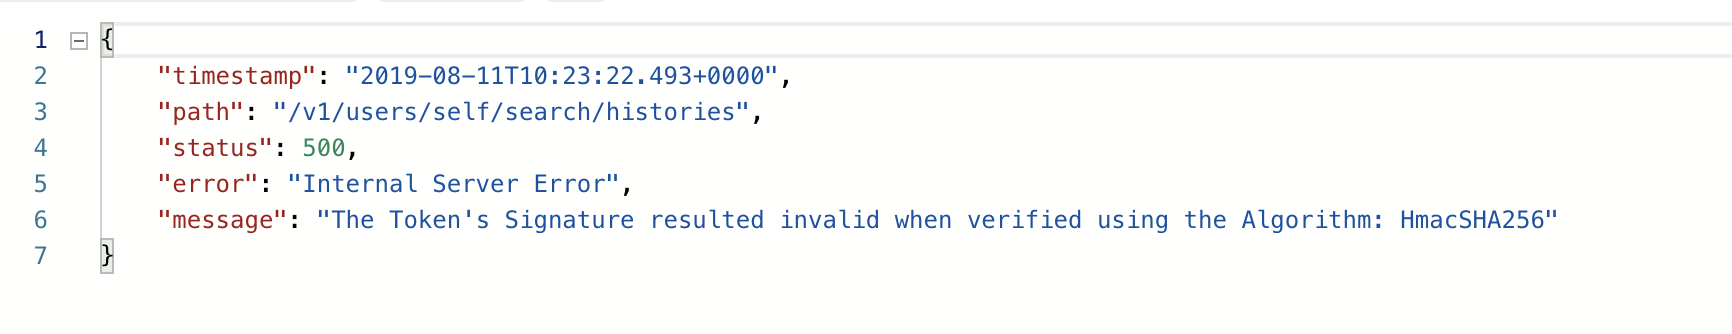 1 {
2 "timestamp": "2019-08-11T10:23:22.493+0000",
3 "path": "/v1/users/self/search/histories",
4 "status": 500,
5 "error": "Internal Server Error",
6 "message": "The Token's Signature resulted invalid when verified using the Algorithm: HmacSHA256"
7 }